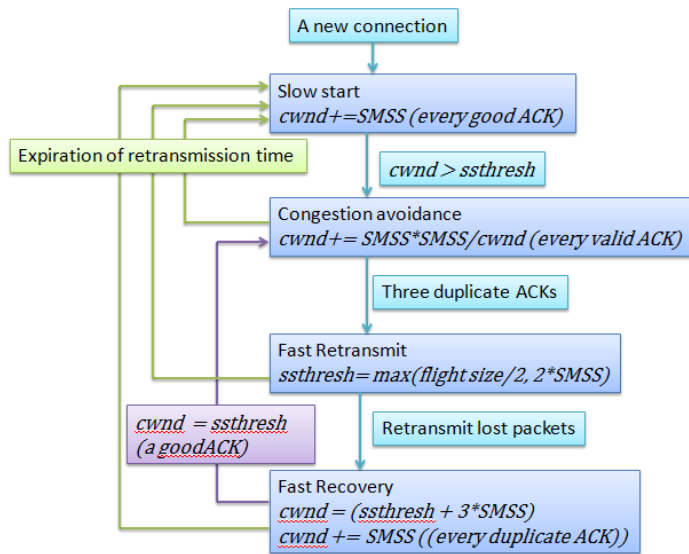 A new connection
Slow start
cwnd+=SMSS (every good ACK)
Expiration of retransmission time
cwnd > ssthresh
Congestion avoidance
cwnd+= SMSS*SMSS/cwnd (every valid ACK)
Three duplicate ACKs
Fast Retransmit
ssthresh= max(flight size/2, 2*SMSS)
cwnd = ssthresh
(a goodACK)
Retransmit lost packets
Fast Recovery
cwnd = (ssthresh + 3*SMSS)
cwnd += SMSS ((every duplicate ACK))